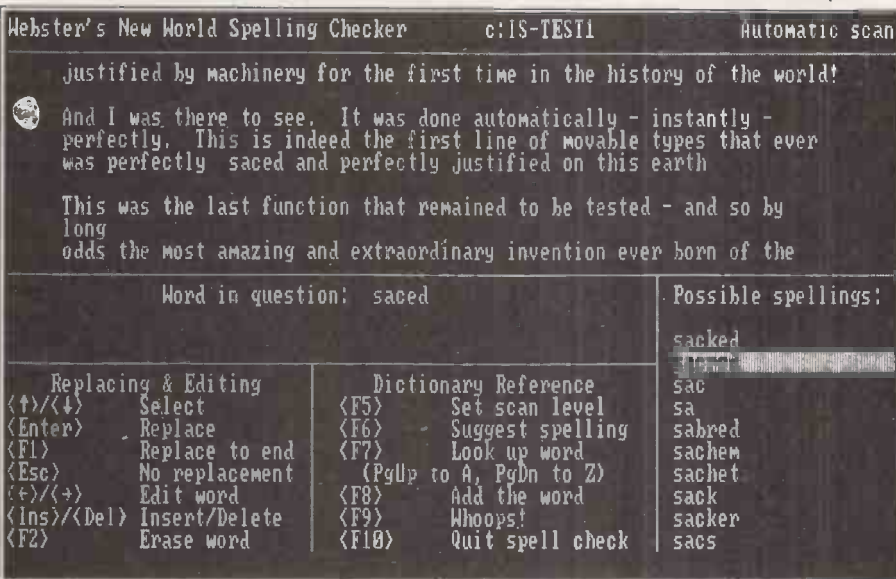 Webster's New World Spelling Checker c:IS-TEST1 Automatic scan
justified by machinery for the first time in the history of the world!
And I was there to see. It was done automatically - instantly -
perfectly. This is indeed the first line of movable types that ever
was perfectly saced and perfectly justified on this earth
This was the last function that remained to be tested - and so by
long
odds the most amazing and extraordinary invention ever born of the
Word in question: saced
Possible spellings:
sacked
sac
sa
sabred
sachem
sachet
sack
sacker
sacs
Replacing & Editing
<↑>/<↓> Select
<Enter> Replace
<F1> Replace to end
<Esc> No replacement
<←>/<→> Edit word
<Ins>/<Del> Insert/Delete
<F2> Erase word
Dictionary Reference
<F5> Set scan level
<F6> Suggest spelling
<F7> Look up word
(PgUp to A, PgDn to Z)
<F8> Add the word
<F9> Whoops!
<F10> Quit spell check